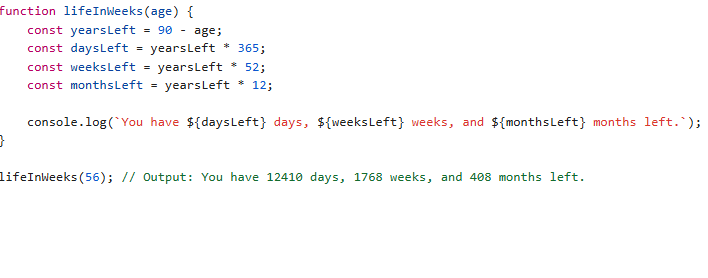 function lifeInWeeks(age) {
    const yearsLeft = 90 - age;
    const daysLeft = yearsLeft * 365;
    const weeksLeft = yearsLeft * 52;
    const monthsLeft = yearsLeft * 12;

    console.log(`You have ${daysLeft} days, ${weeksLeft} weeks, and ${monthsLeft} months left.`);
}

lifeInWeeks(56); // Output: You have 12410 days, 1768 weeks, and 408 months left.